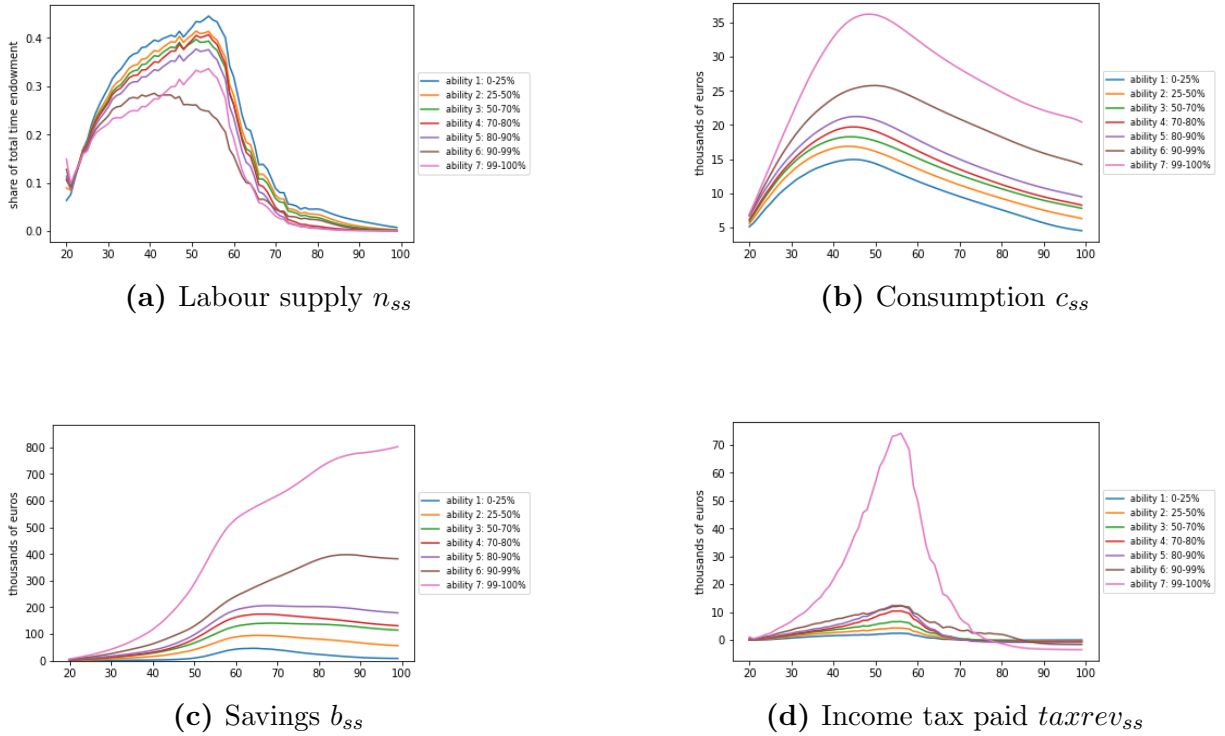 0.4
0.3
0.2
0.1
0.0
share of total time endowment
20 30 40 50 60 70 80 90 100
ability 1: 0-25%
ability 2: 25-50%
ability 3: 50-70%
ability 4: 70-80%
ability 5: 80-90%
ability 6: 90-99%
ability 7: 99-100%
(a) Labour supply nss
35
30
25
20
15
10
5
thousands of euros
20 30 40 50 60 70 80 90 100
ability 1: 0-25%
ability 2: 25-50%
ability 3: 50-70%
ability 4: 70-80%
ability 5: 80-90%
ability 6: 90-99%
ability 7: 99-100%
(b) Consumption css
800
700
600
500
400
300
200
100
0
thousands of euros
20 30 40 50 60 70 80 90 100
ability 1: 0-25%
ability 2: 25-50%
ability 3: 50-70%
ability 4: 70-80%
ability 5: 80-90%
ability 6: 90-99%
ability 7: 99-100%
(c) Savings bss
70
60
50
40
30
20
10
0
thousands of euros
20 30 40 50 60 70 80 90 100
ability 1: 0-25%
ability 2: 25-50%
ability 3: 50-70%
ability 4: 70-80%
ability 5: 80-90%
ability 6: 90-99%
ability 7: 99-100%
(d) Income tax paid taxrevss